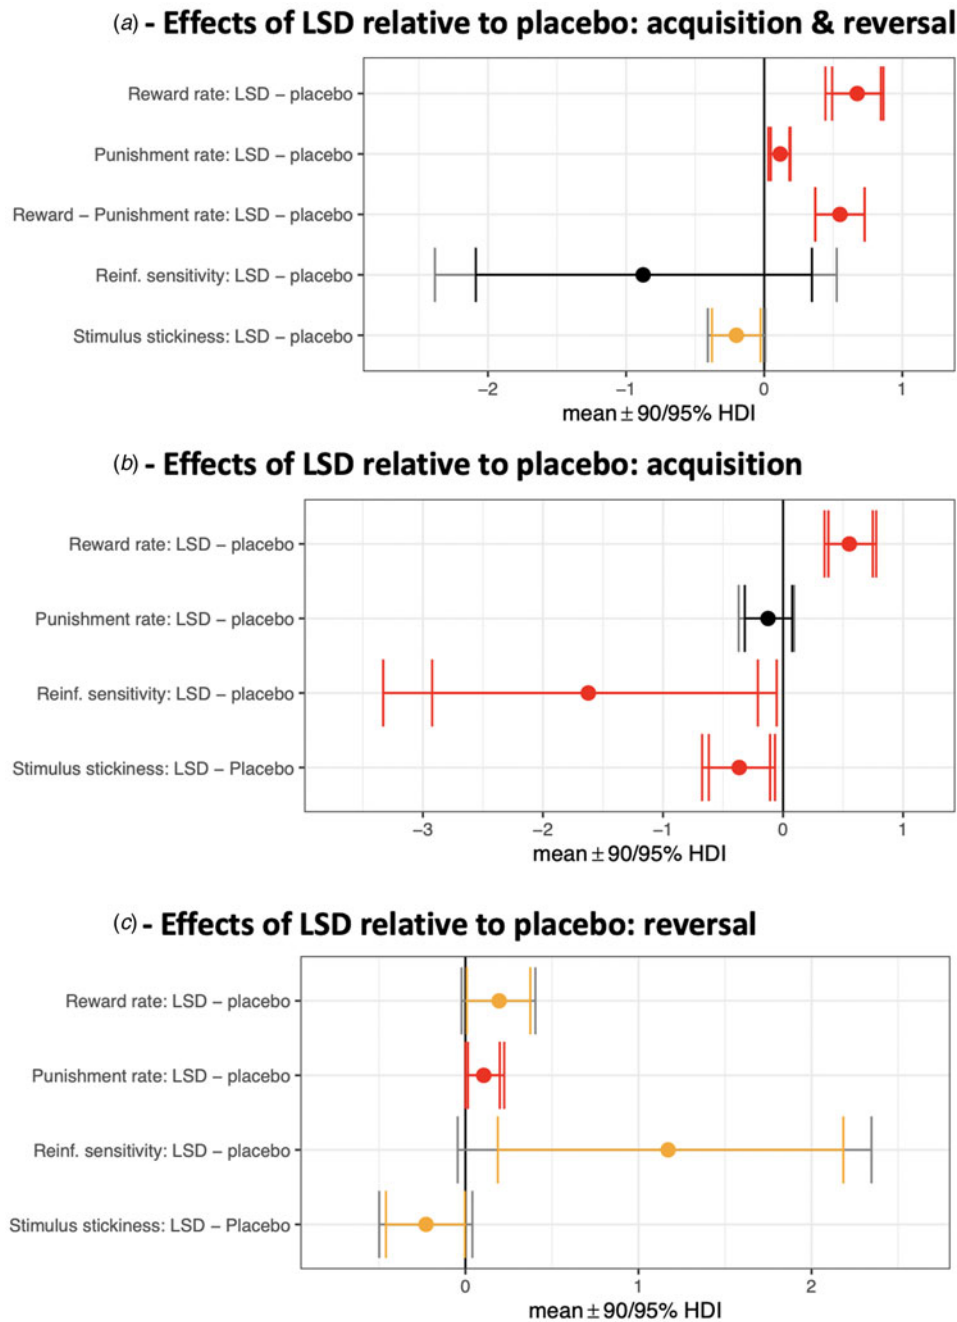 (a) - Effects of LSD relative to placebo: acquisition & reversal
Reward rate: LSD – placebo
Punishment rate: LSD – placebo
Reward – Punishment rate: LSD – placebo
Reinf. sensitivity: LSD – placebo
Stimulus stickiness: LSD – placebo
−2 −1 0 1
mean ± 90/95% HDI
(b) - Effects of LSD relative to placebo: acquisition
Reward rate: LSD – placebo
Punishment rate: LSD – placebo
Reinf. sensitivity: LSD – placebo
Stimulus stickiness: LSD – Placebo
−3 −2 −1 0 1
mean ± 90/95% HDI
(c) - Effects of LSD relative to placebo: reversal
Reward rate: LSD – placebo
Punishment rate: LSD – placebo
Reinf. sensitivity: LSD – placebo
Stimulus stickiness: LSD – Placebo
0 1 2
mean ± 90/95% HDI